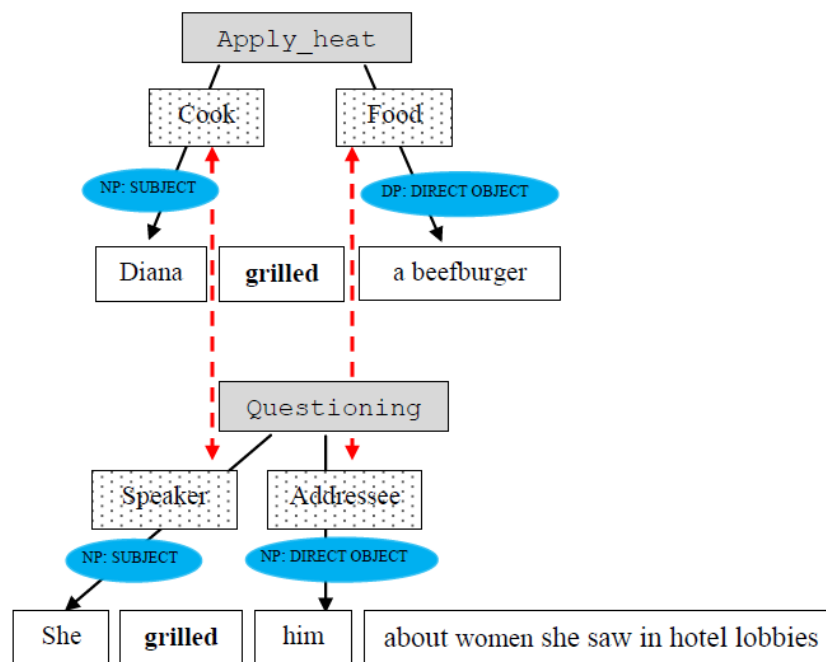 Apply_heat
Cook Food
NP: SUBJECT DP: DIRECT OBJECT
Diana grilled a beefburger
Questioning
Speaker Addressee
NP: SUBJECT NP: DIRECT OBJECT
She grilled him about women she saw in hotel lobbies